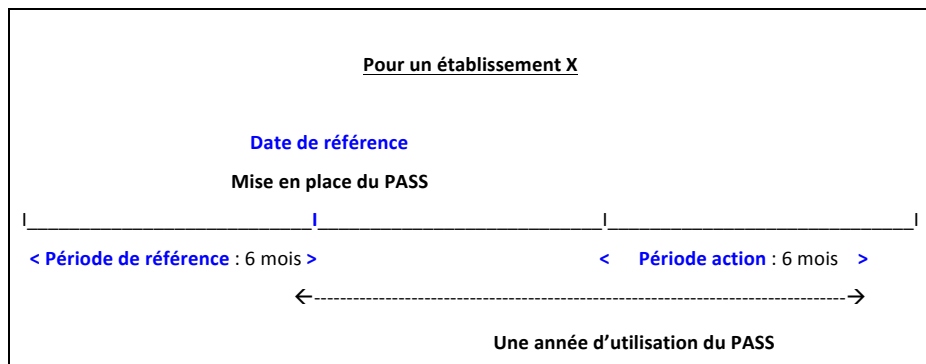 Pour un établissement X
Date de référence
Mise en place du PASS
I___________________________I___________________________I_____________________________I
< Période de référence : 6 mois > < Période action : 6 mois >
←-----------------------------------------------------------------------------------→
Une année d’utilisation du PASS